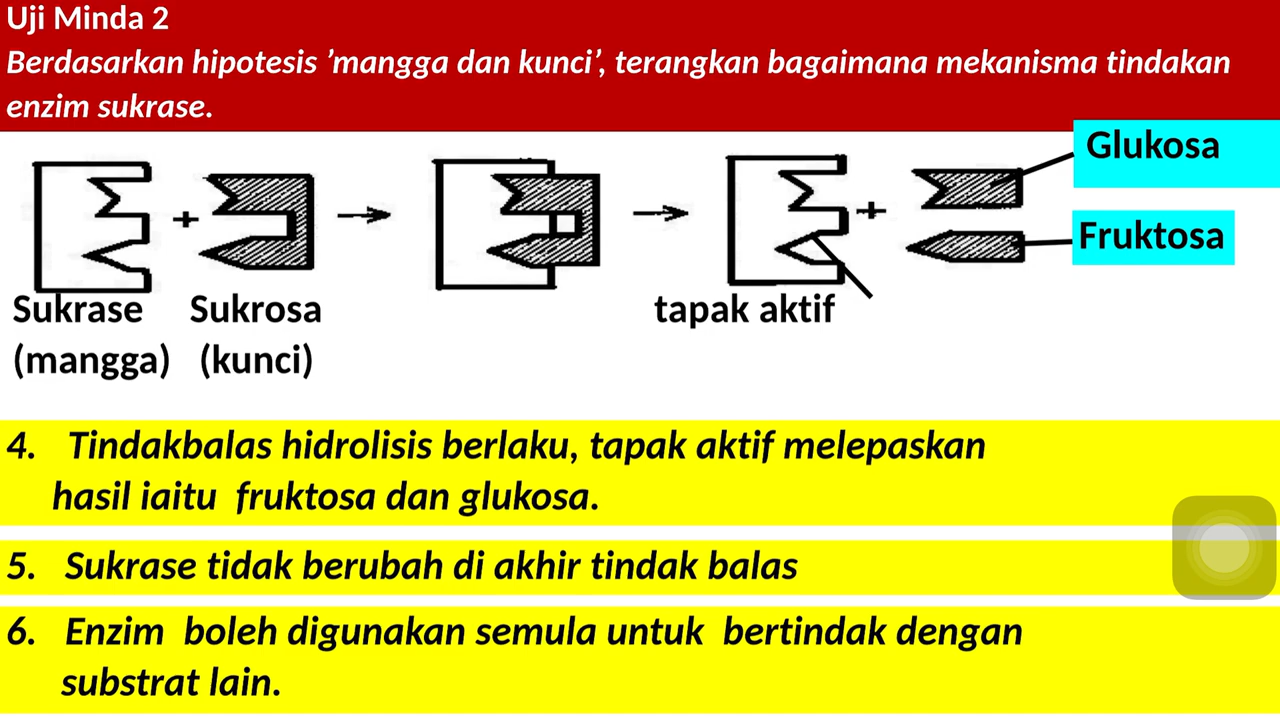 Uji Minda 2
Berdasarkan hipotesis ’mangga dan kunci’, terangkan bagaimana mekanisma tindakan
enzim sukrase.
Glukosa
+
+
Fruktosa
Sukrase Sukrosa
tapak aktif
(mangga) (kunci)
4. Tindakbalas hidrolisis berlaku, tapak aktif melepaskan
hasil iaitu fruktosa dan glukosa.
5. Sukrase tidak berubah di akhir tindak balas
6. Enzim boleh digunakan semula untuk bertindak dengan
substrat lain.